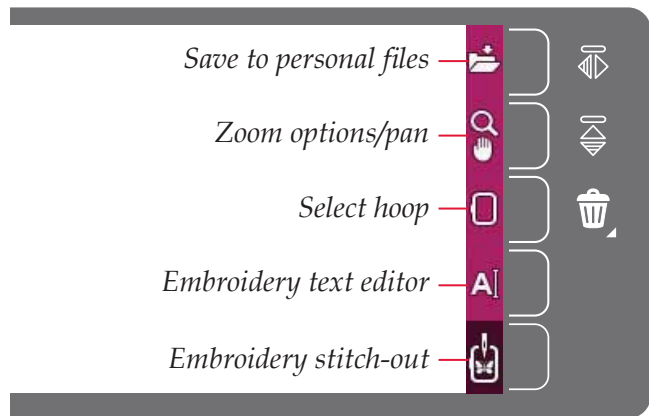 Save to personal files
Zoom options/pan
Select hoop
Embroidery text editor
A
Embroidery stitch-out